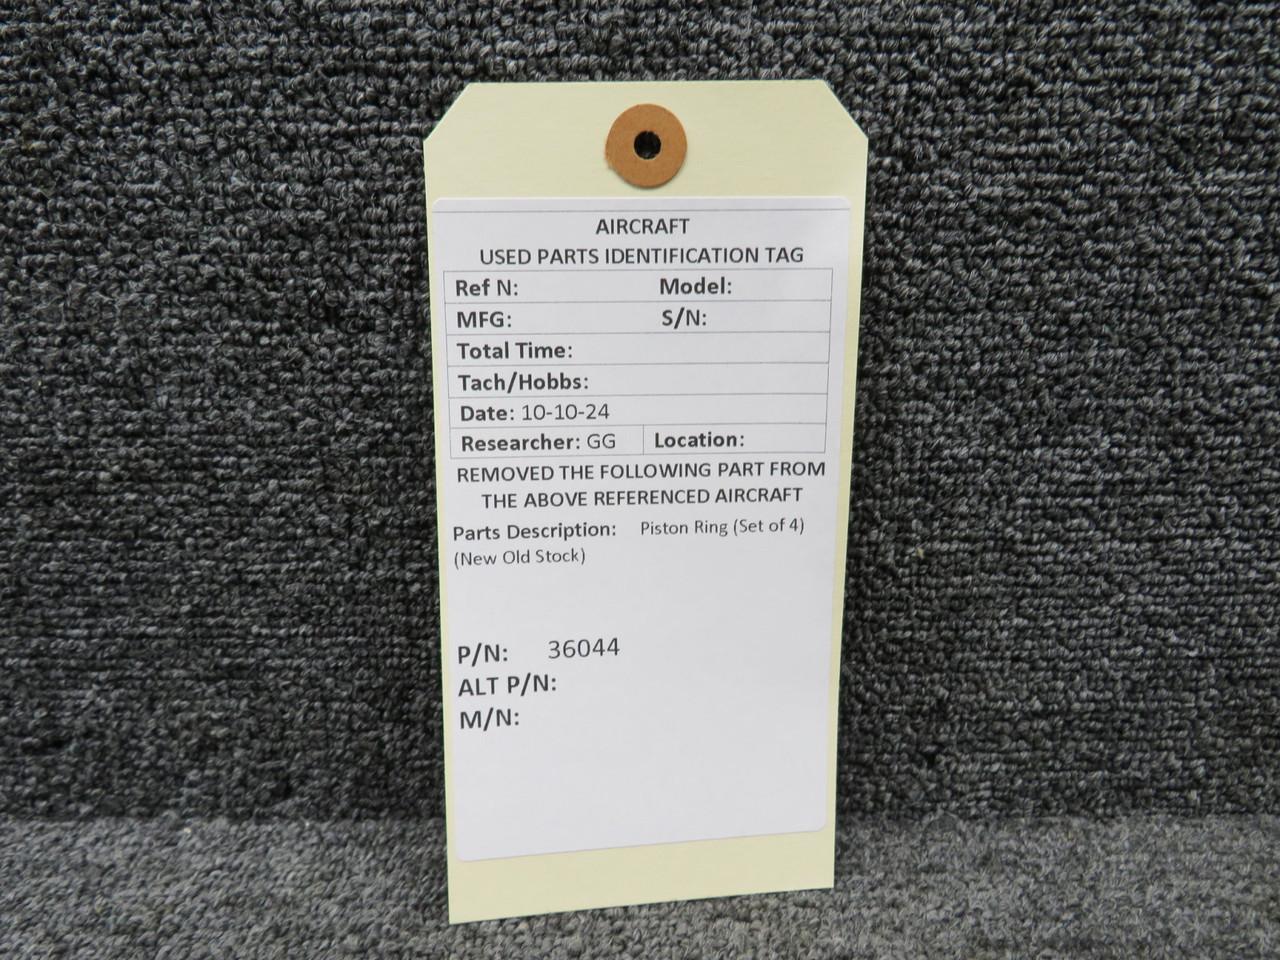 AIRCRAFT
USED PARTS IDENTIFICATION TAG
Ref N: Model:
MFG: S/N:
Total Time:
Tach/Hobbs:
Date: 10-10-24
Researcher: GG Location:
REMOVED THE FOLLOWING PART FROM
THE ABOVE REFERENCED AIRCRAFT
Parts Description: Piston Ring (Set of 4)
(New Old Stock)
P/N: 36044
ALT P/N:
M/N: